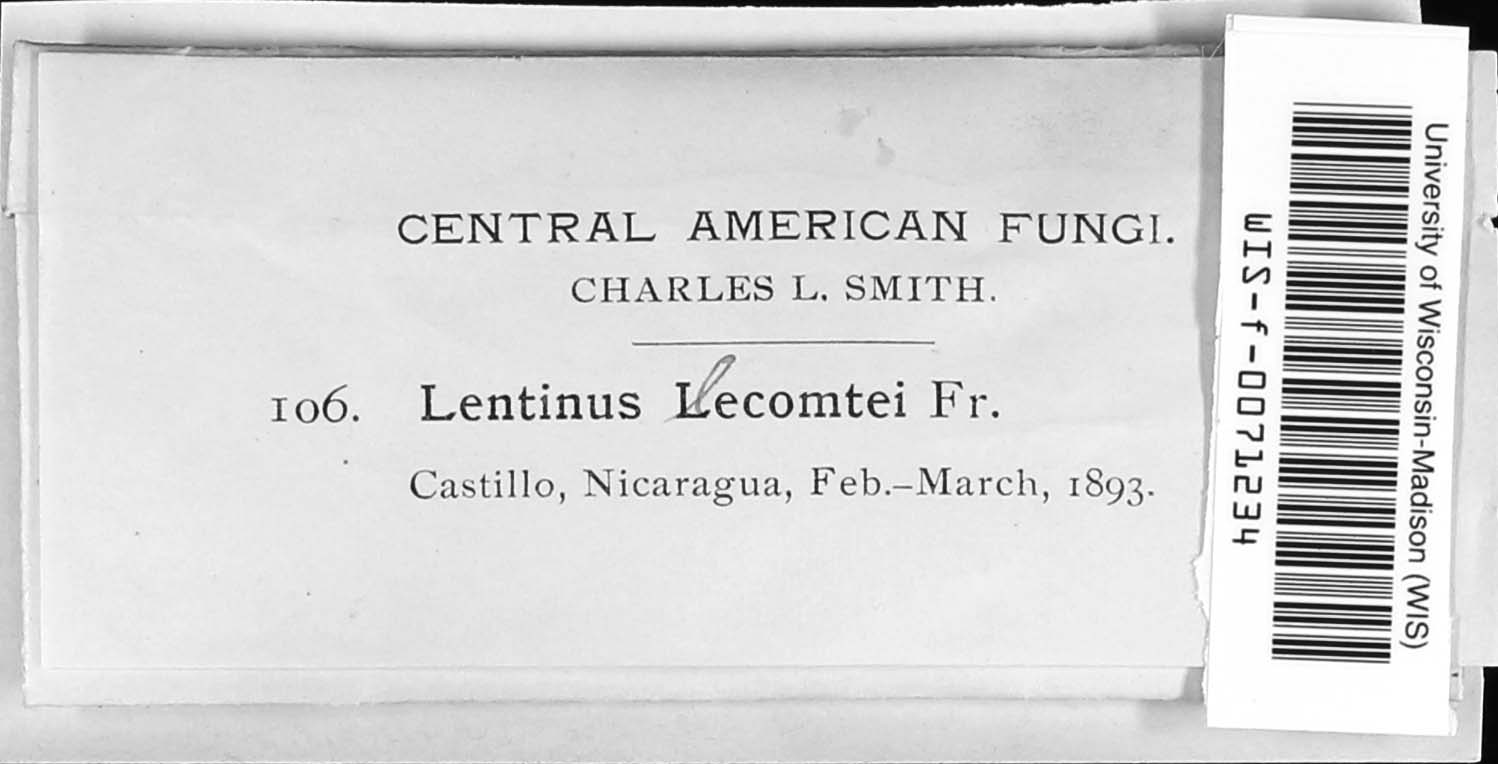 CENTRAL AMERICAN FUNGI.
CHARLES L. SMITH.
106. Lentinus Lecomtei Fr.
l
Castillo, Nicaragua, Feb.–March, 1893.
University of Wisconsin-Madison (WIS)
WIS-f-0071234